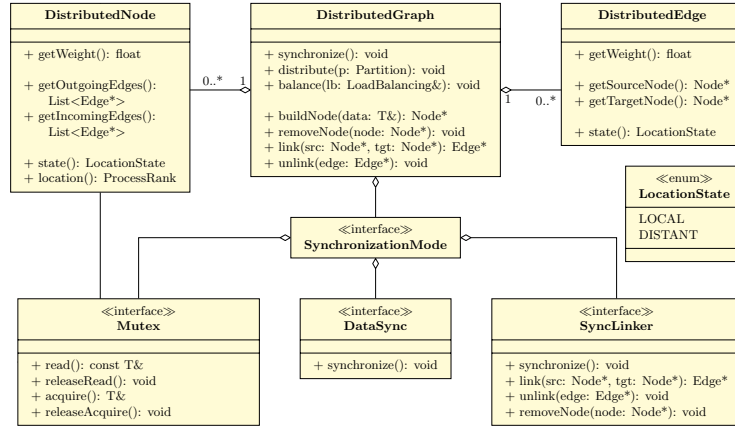 DistributedNode
+ getWeight(): float
+ getOutgoingEdges():
List<Edge*>
+ getIncomingEdges():
List<Edge*>
+ state(): LocationState
+ location(): ProcessRank
0..*
1
DistributedGraph
+ synchronize(): void
+ distribute(p: Partition): void
+ balance(lb: LoadBalancing&): void
+ buildNode(data: T&): Node*
+ removeNode(node: Node*): void
+ link(src: Node*, tgt: Node*): Edge*
+ unlink(edge: Edge*): void
1
0..*
DistributedEdge
+ getWeight(): float
+ getSourceNode(): Node*
+ getTargetNode(): Node*
+ state(): LocationState
≪enum≫
LocationState
LOCAL
DISTANT
≪interface≫
SynchronizationMode
≪interface≫
Mutex
+ read(): const T&
+ releaseRead(): void
+ acquire(): T&
+ releaseAcquire(): void
≪interface≫
DataSync
+ synchronize(): void
≪interface≫
SyncLinker
+ synchronize(): void
+ link(src: Node*, tgt: Node*): Edge*
+ unlink(edge: Edge*): void
+ removeNode(node: Node*): void